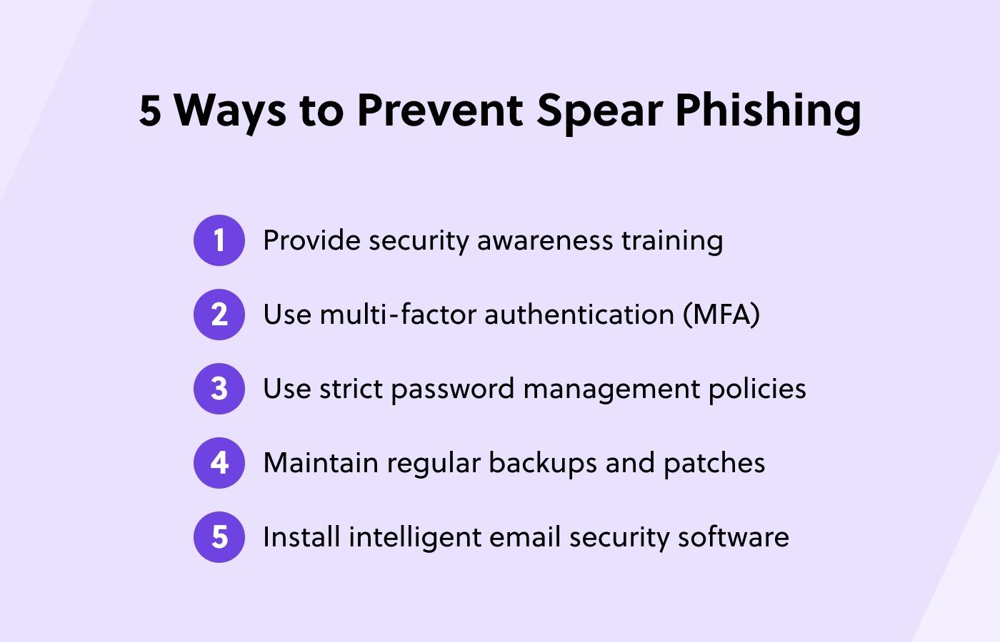 5 Ways to Prevent Spear Phishing
1 Provide security awareness training
2 Use multi-factor authentication (MFA)
3 Use strict password management policies
4 Maintain regular backups and patches
5 Install intelligent email security software